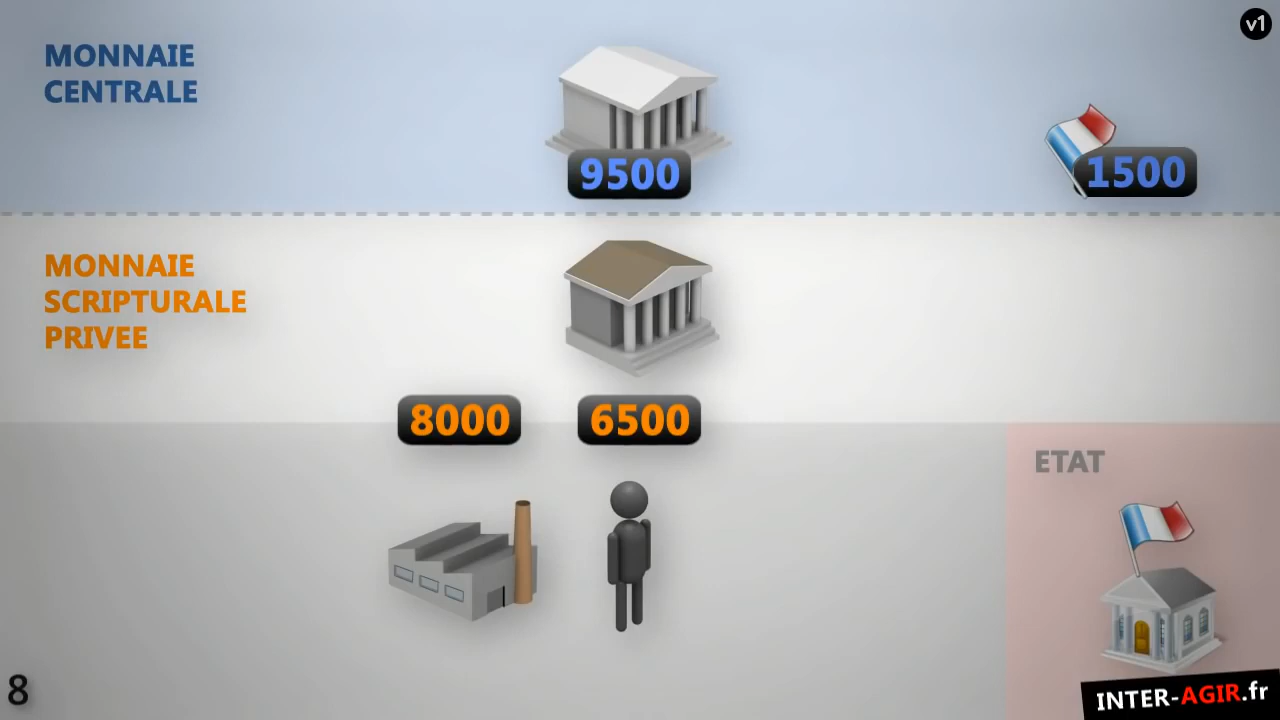 v1
MONNAIE
CENTRALE
9500
1500
MONNAIE
SCRIPTURALE
PRIVEE
8000
6500
ETAT
8
INTER-AGIR.fr